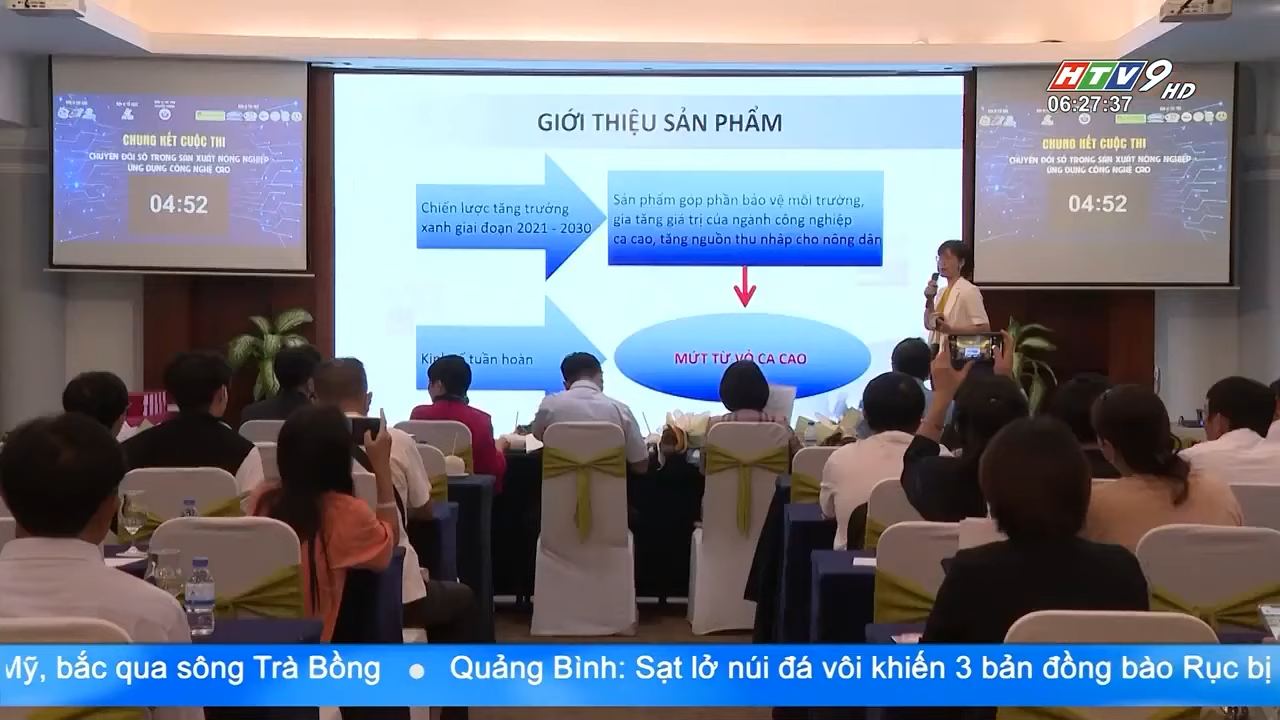 HTV9 HD
06:27:37
GIỚI THIỆU SẢN PHẨM
CHUNG KẾT CUỘC THI
CHUYỂN ĐỔI SỐ TRONG SẢN XUẤT NÔNG NGHIỆP
ỨNG DỤNG CÔNG NGHỆ CAO
04:52
Chiến lược tăng trưởng
xanh giai đoạn 2021 - 2030
Sản phẩm góp phần bảo vệ môi trường,
gia tăng giá trị của ngành công nghiệp
ca cao, tăng nguồn thu nhập cho nông dân
CHUNG KẾT CUỘC THI
CHUYỂN ĐỔI SỐ TRONG SẢN XUẤT NÔNG NGHIỆP
ỨNG DỤNG CÔNG NGHỆ CAO
04:52
tuần hoàn
MỨT TỪ VỎ CA CAO
Mỹ, bắc qua sông Trà Bồng ● Quảng Bình: Sạt lở núi đá vôi khiến 3 bản đồng bào Rục bị